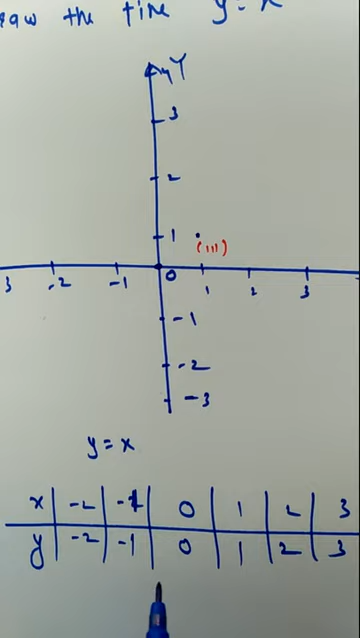 raw the line y = x
Y
3
2
1 (1,1)
3 -2 -1 0 1 2 3
-1
-2
-3
y = x
x -2 -1 0 1 2 3
y -2 -1 0 1 2 3